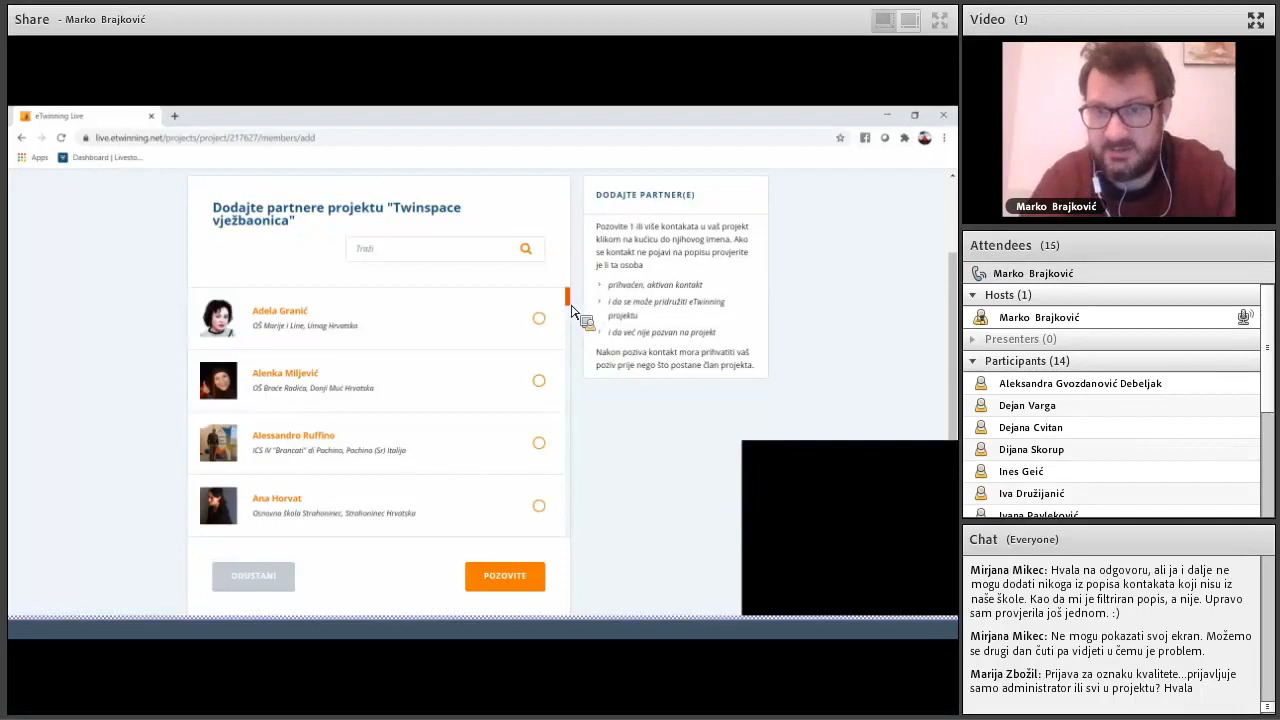 Share - Marko Brajković
eTwinning Live
live.etwinning.net/projects/project/217627/members/add
Apps Dashboard | Livesto...
Dodajte partnere projektu "Twinspace
vježbaonica"
Traži
Adela Granić
OŠ Marije i Line, Umag Hrvatska
Alenka Miljević
OŠ Braće Radića, Donji Muć Hrvatska
Alessandro Ruffino
ICS IV "Brancati" di Pachino, Pachino (Sr) Italija
Ana Horvat
Osnovna škola Strahoninec, Strahoninec Hrvatska
ODUSTANI
POZOVITE
DODAJTE PARTNER(E)
Pozovite 1 ili više kontakata u vaš projekt
klikom na kućicu do njihovog imena. Ako
se kontakt ne pojavi na popisu provjerite
je li ta osoba
prihvaćen, aktivan kontakt
i da se može pridružiti eTwinning
projektu
i da već nije pozvan na projekt
Nakon poziva kontakt mora prihvatiti vaš
poziv prije nego što postane član projekta.
Video (1)
Marko Brajković
Attendees (15)
Marko Brajković
Hosts (1)
Marko Brajković
Presenters (0)
Participants (14)
Aleksandra Gvozdanović Debeljak
Dejan Varga
Dejana Cvitan
Dijana Skorup
Ines Geić
Iva Družijanić
Ivana Pavleković
Chat (Everyone)
Mirjana Mikec: Hvala na odgovoru, ali ja i dalje ne
mogu dodati nikoga iz popisa kontakata koji nisu iz
naše škole. Kao da mi je filtriran popis, a nije. Upravo
sam provjerila još jednom. :)
Mirjana Mikec: Ne mogu pokazati svoj ekran. Možemo
se drugi dan čuti pa vidjeti u čemu je problem.
Marija Zbožil: Prijava za oznaku kvalitete...prijavljuje
samo administrator ili svi u projektu? Hvala